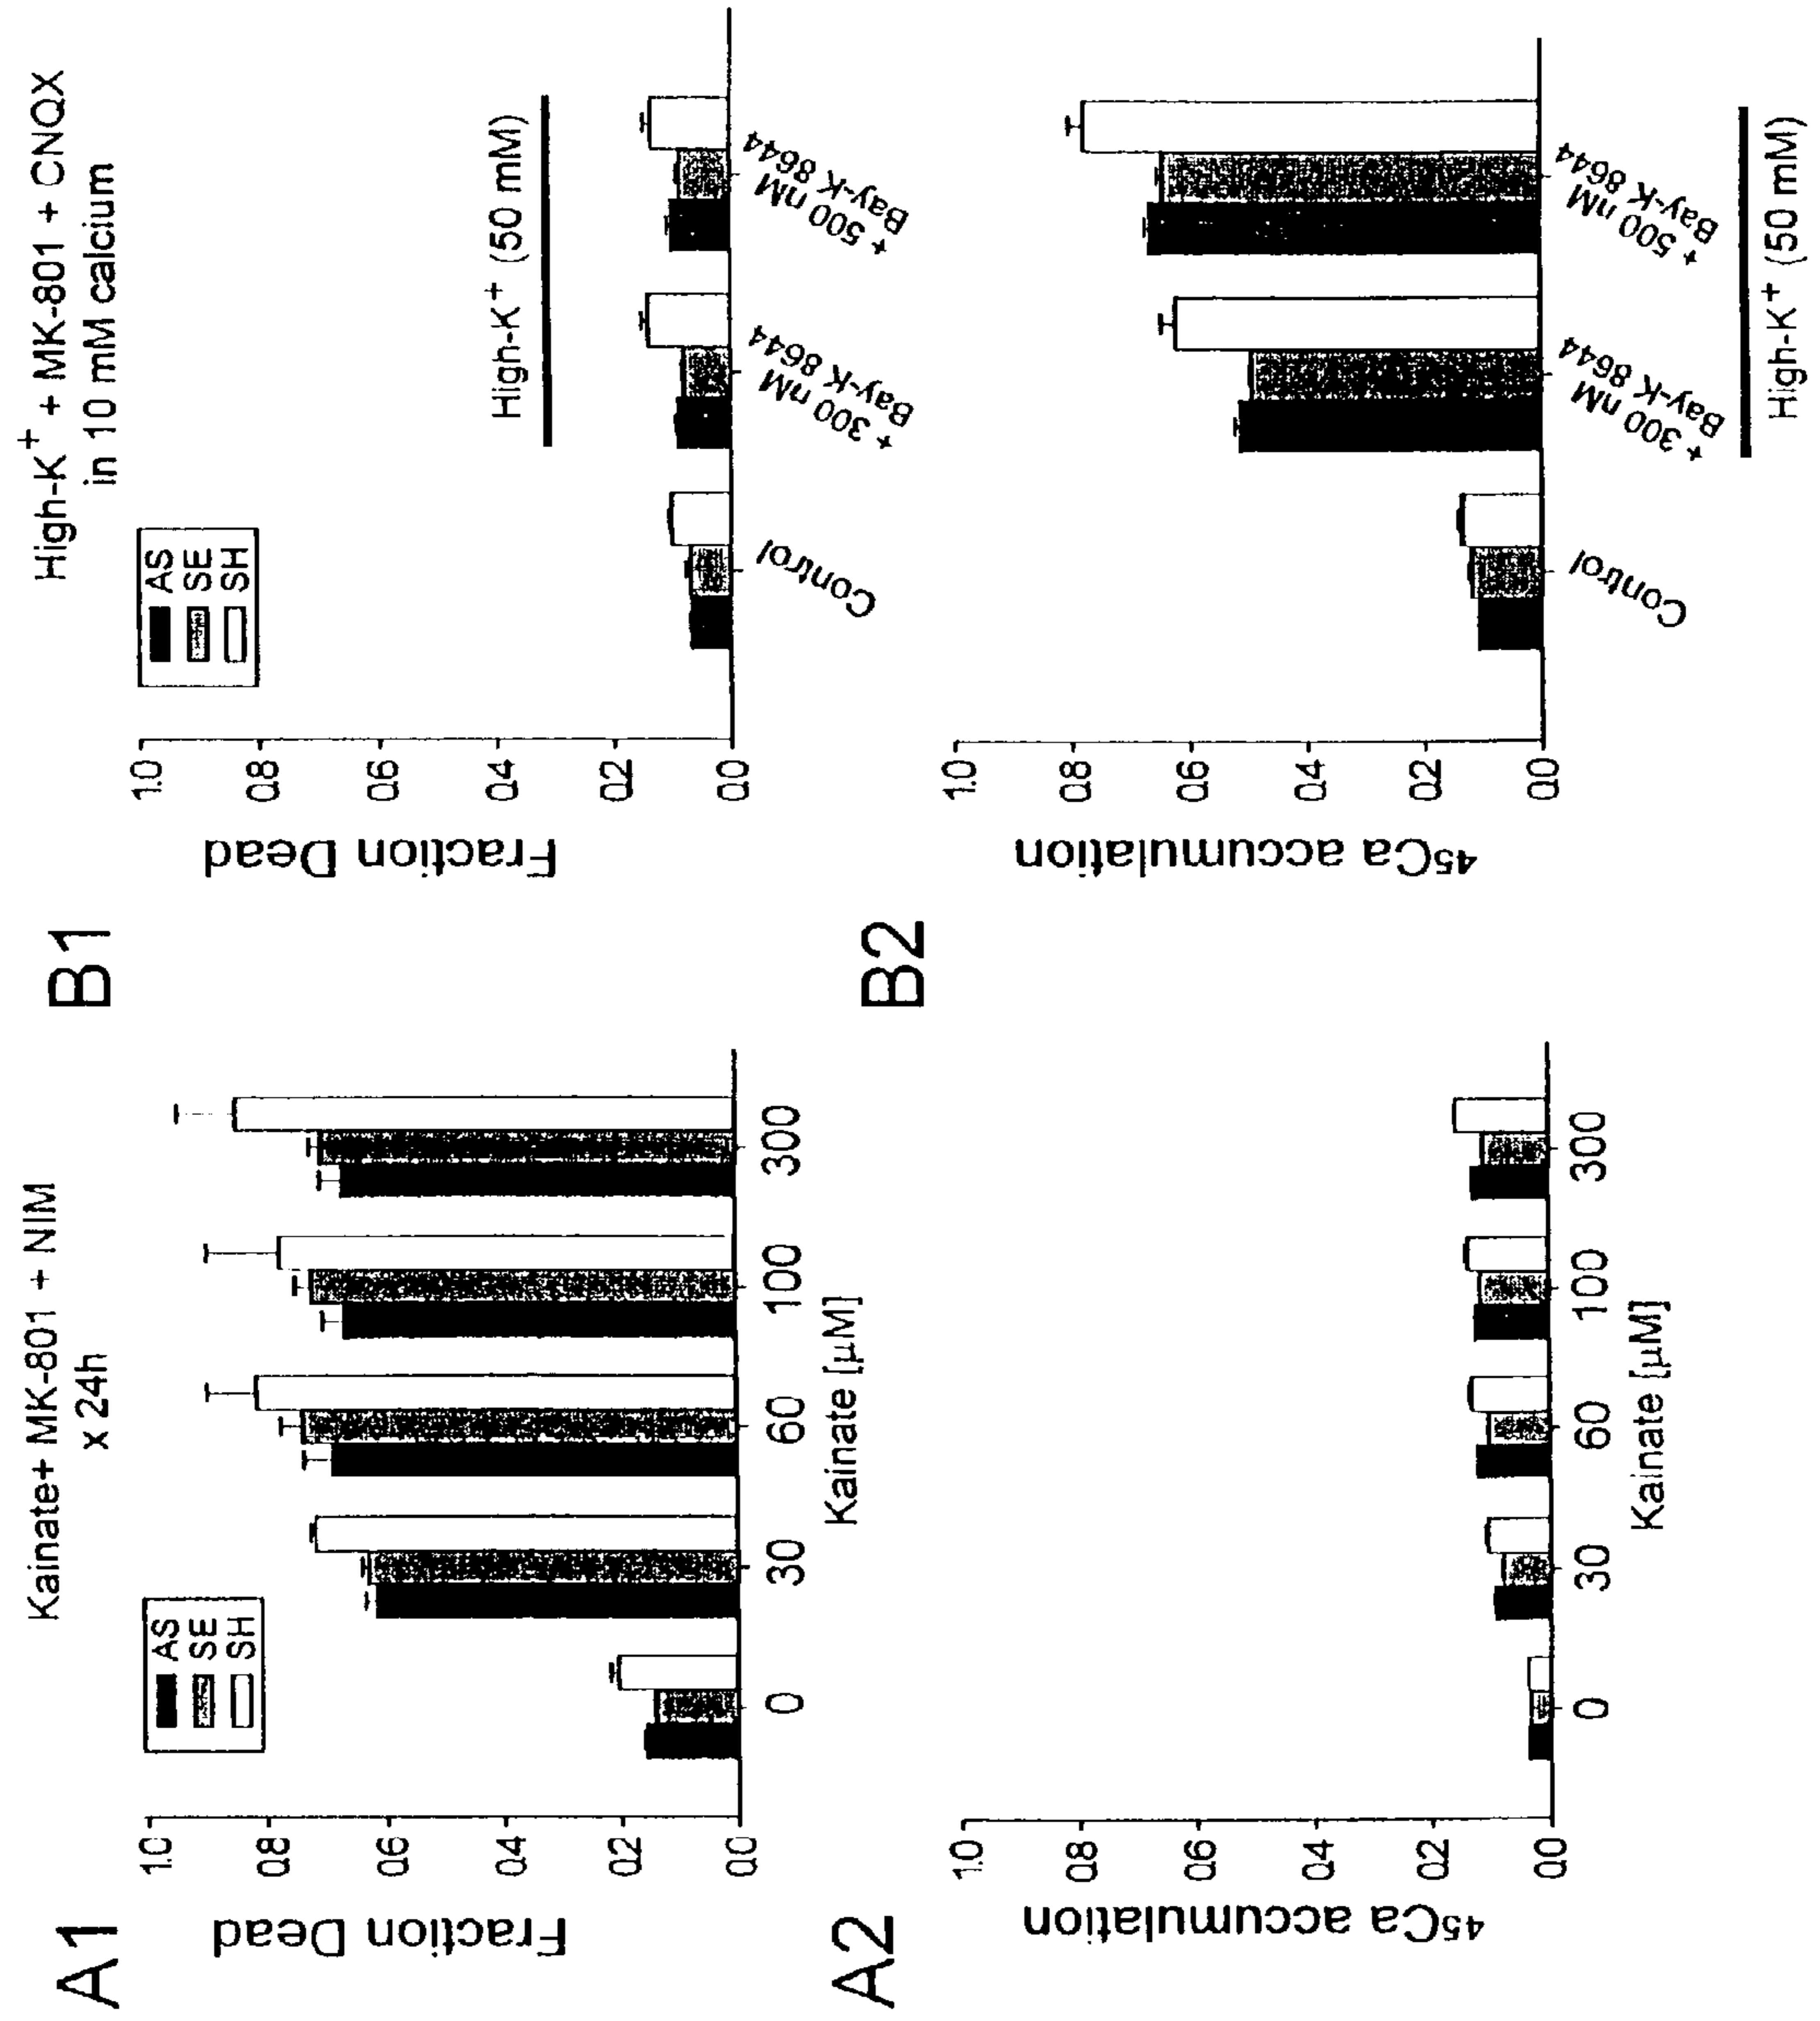 A1
Kainate+ MK-801 + NIM
x 24h
AS
SE
SH
Fraction Dead
1.0
0.8
0.6
0.4
0.2
0.0
0
30
60
100
300
Kainate [µM]
B1
High-K⁺ + MK-801 + CNQX
in 10 mM calcium
AS
SE
SH
High-K⁺ (50 mM)
Fraction Dead
1.0
0.8
0.6
0.4
0.2
0.0
Control
+ 300 nM
Bay-K 8644
+ 500 nM
Bay-K 8644
A2
⁴⁵Ca accumulation
1.0
0.8
0.6
0.4
0.2
0.0
0
30
60
100
300
Kainate [µM]
B2
⁴⁵Ca accumulation
1.0
0.8
0.6
0.4
0.2
0.0
Control
+ 300 nM
Bay-K 8644
+ 500 nM
Bay-K 8644
High-K⁺ (50 mM)